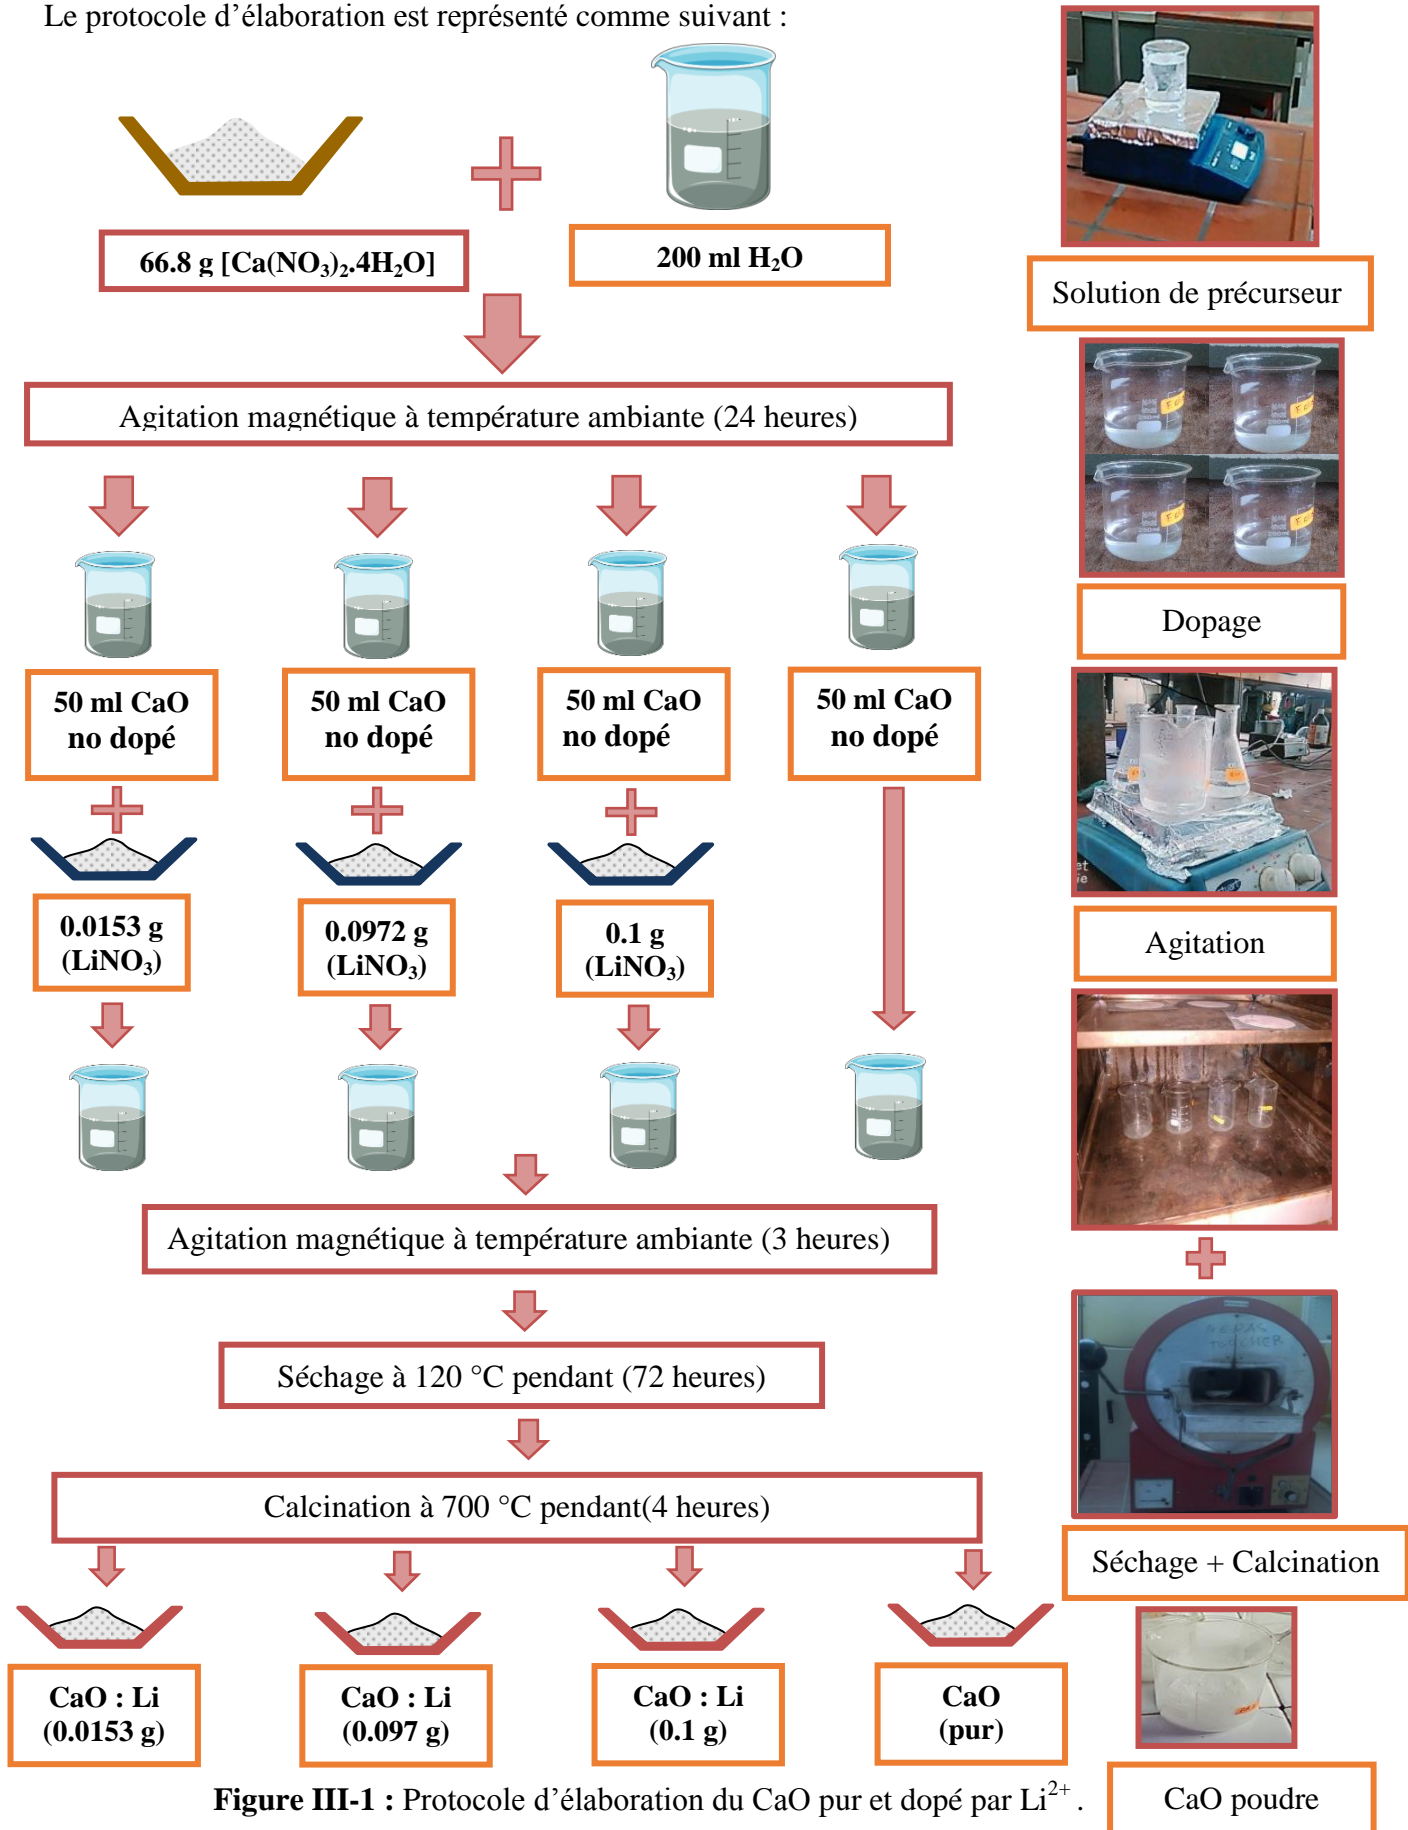 Le protocole d’élaboration est représenté comme suivant :
66.8 g [Ca(NO₃)₂.4H₂O]
200 ml H₂O
Solution de précurseur
Agitation magnétique à température ambiante (24 heures)
Dopage
50 ml CaO
no dopé
50 ml CaO
no dopé
50 ml CaO
no dopé
50 ml CaO
no dopé
0.0153 g
(LiNO₃)
0.0972 g
(LiNO₃)
0.1 g
(LiNO₃)
Agitation
Agitation magnétique à température ambiante (3 heures)
Séchage à 120 °C pendant (72 heures)
Calcination à 700 °C pendant(4 heures)
Séchage + Calcination
CaO : Li
(0.0153 g)
CaO : Li
(0.097 g)
CaO : Li
(0.1 g)
CaO
(pur)
Figure III-1 : Protocole d’élaboration du CaO pur et dopé par Li²⁺ .
CaO poudre